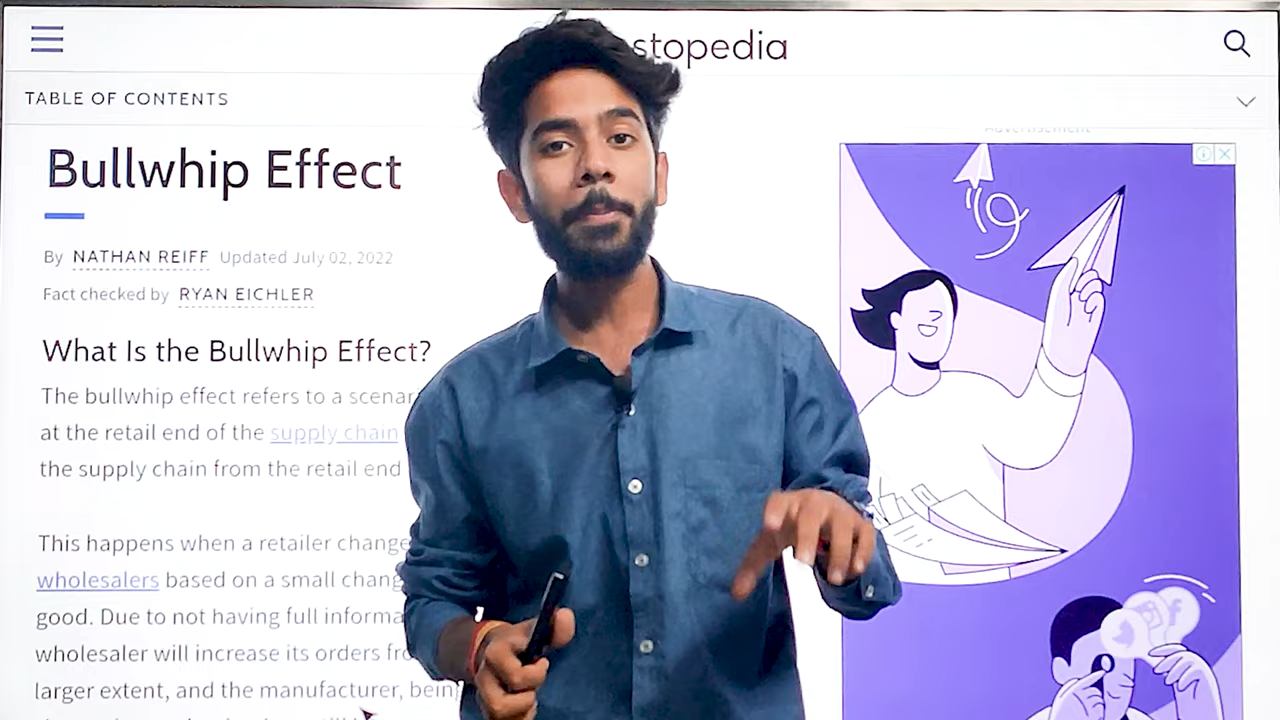 stopedia
TABLE OF CONTENTS
Advertisement
Bullwhip Effect
By NATHAN REIFF Updated July 02, 2022
Fact checked by RYAN EICHLER
What Is the Bullwhip Effect?
The bullwhip effect refers to a scenar
at the retail end of the supply chain
the supply chain from the retail end
This happens when a retailer change
wholesalers based on a small chang
good. Due to not having full informa
wholesaler will increase its orders fro
larger extent, and the manufacturer, bein